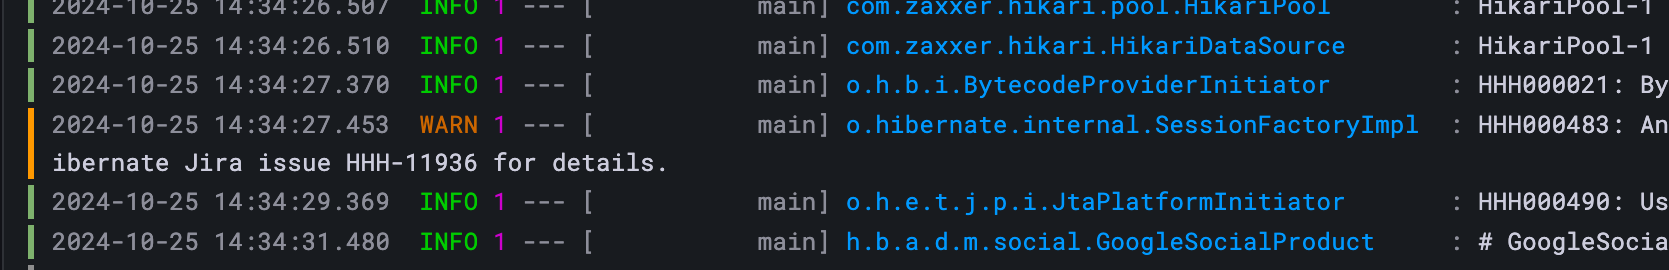 2024-10-25 14:34:26.507 INFO 1 --- [ main] com.zaxxer.hikari.pool.HikariPool : HikariPool-1
2024-10-25 14:34:26.510 INFO 1 --- [ main] com.zaxxer.hikari.HikariDataSource : HikariPool-1
2024-10-25 14:34:27.370 INFO 1 --- [ main] o.h.b.i.BytecodeProviderInitiator : HHH000021: By
2024-10-25 14:34:27.453 WARN 1 --- [ main] o.hibernate.internal.SessionFactoryImpl : HHH000483: An
ibernate Jira issue HHH-11936 for details.
2024-10-25 14:34:29.369 INFO 1 --- [ main] o.h.e.t.j.p.i.JtaPlatformInitiator : HHH000490: Us
2024-10-25 14:34:31.480 INFO 1 --- [ main] h.b.a.d.m.social.GoogleSocialProduct : # GoogleSocia